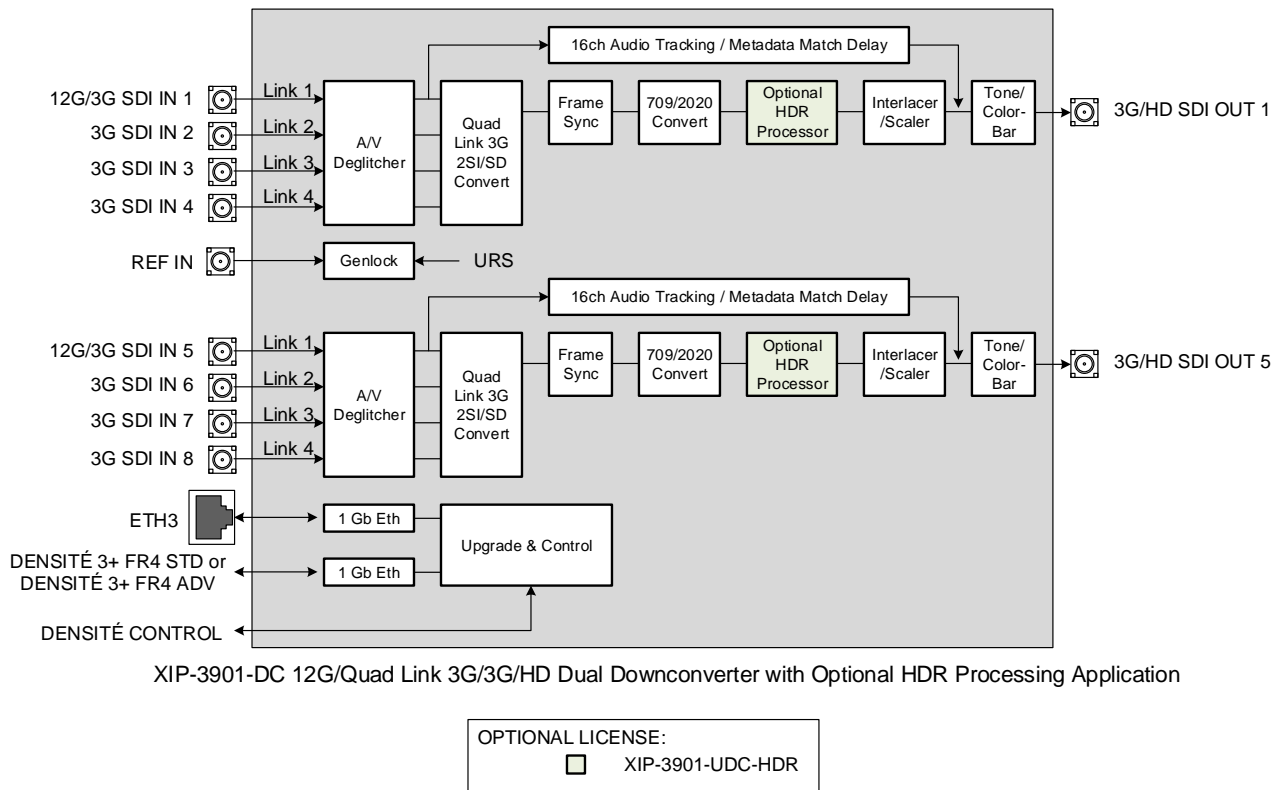 16ch Audio Tracking / Metadata Match Delay
12G/3G SDI IN 1
3G SDI IN 2
3G SDI IN 3
3G SDI IN 4
Link 1
Link 2
Link 3
Link 4
A/V
Deglitcher
Quad
Link 3G
2SI/SD
Convert
Frame
Sync
709/2020
Convert
Optional
HDR
Processor
Interlacer
/Scaler
Tone/
Color-
Bar
3G/HD SDI OUT 1
REF IN
Genlock
URS
16ch Audio Tracking / Metadata Match Delay
12G/3G SDI IN 5
3G SDI IN 6
3G SDI IN 7
3G SDI IN 8
Link 1
Link 2
Link 3
Link 4
A/V
Deglitcher
Quad
Link 3G
2SI/SD
Convert
Frame
Sync
709/2020
Convert
Optional
HDR
Processor
Interlacer
/Scaler
Tone/
Color-
Bar
3G/HD SDI OUT 5
ETH3
1 Gb Eth
Upgrade & Control
DENSITÉ 3+ FR4 STD or
DENSITÉ 3+ FR4 ADV
1 Gb Eth
DENSITÉ CONTROL
XIP-3901-DC 12G/Quad Link 3G/3G/HD Dual Downconverter with Optional HDR Processing Application
OPTIONAL LICENSE:
XIP-3901-UDC-HDR